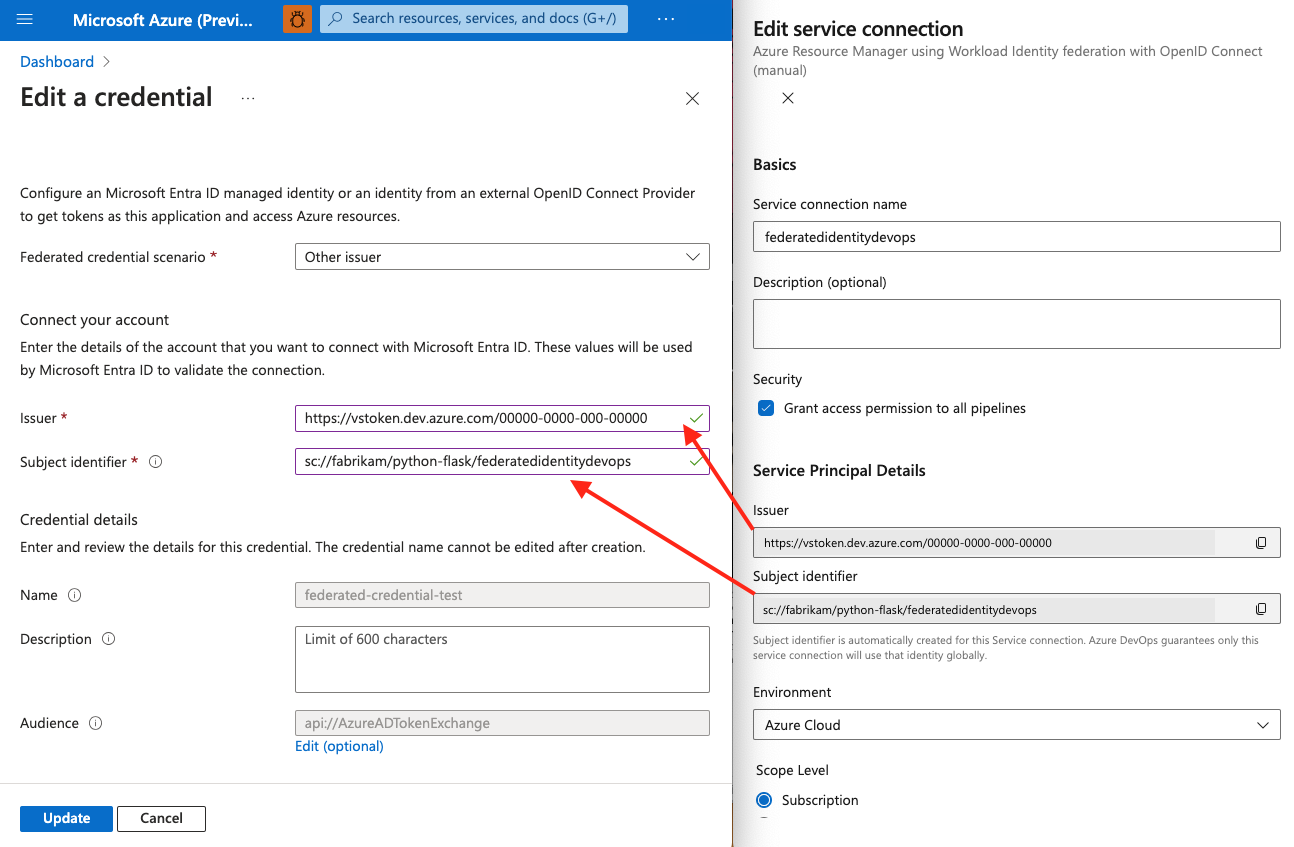 Microsoft Azure (Previ...
Search resources, services, and docs (G+/)
...
Dashboard
Edit a credential
...
Configure an Microsoft Entra ID managed identity or an identity from an external OpenID Connect Provider
to get tokens as this application and access Azure resources.
Federated credential scenario *
Other issuer
Connect your account
Enter the details of the account that you want to connect with Microsoft Entra ID. These values will be used
by Microsoft Entra ID to validate the connection.
Issuer *
https://vstoken.dev.azure.com/00000-0000-000-00000
Subject identifier *
sc://fabrikam/python-flask/federatedidentitydevops
Credential details
Enter and review the details for this credential. The credential name cannot be edited after creation.
Name
federated-credential-test
Description
Limit of 600 characters
Audience
api://AzureADTokenExchange
Edit (optional)
Update
Cancel
Edit service connection
Azure Resource Manager using Workload Identity federation with OpenID Connect
(manual)
Basics
Service connection name
federatedidentitydevops
Description (optional)
Security
Grant access permission to all pipelines
Service Principal Details
Issuer
https://vstoken.dev.azure.com/00000-0000-000-00000
Subject identifier
sc://fabrikam/python-flask/federatedidentitydevops
Subject identifier is automatically created for this Service connection. Azure DevOps guarantees only this
service connection will use that identity globally.
Environment
Azure Cloud
Scope Level
Subscription